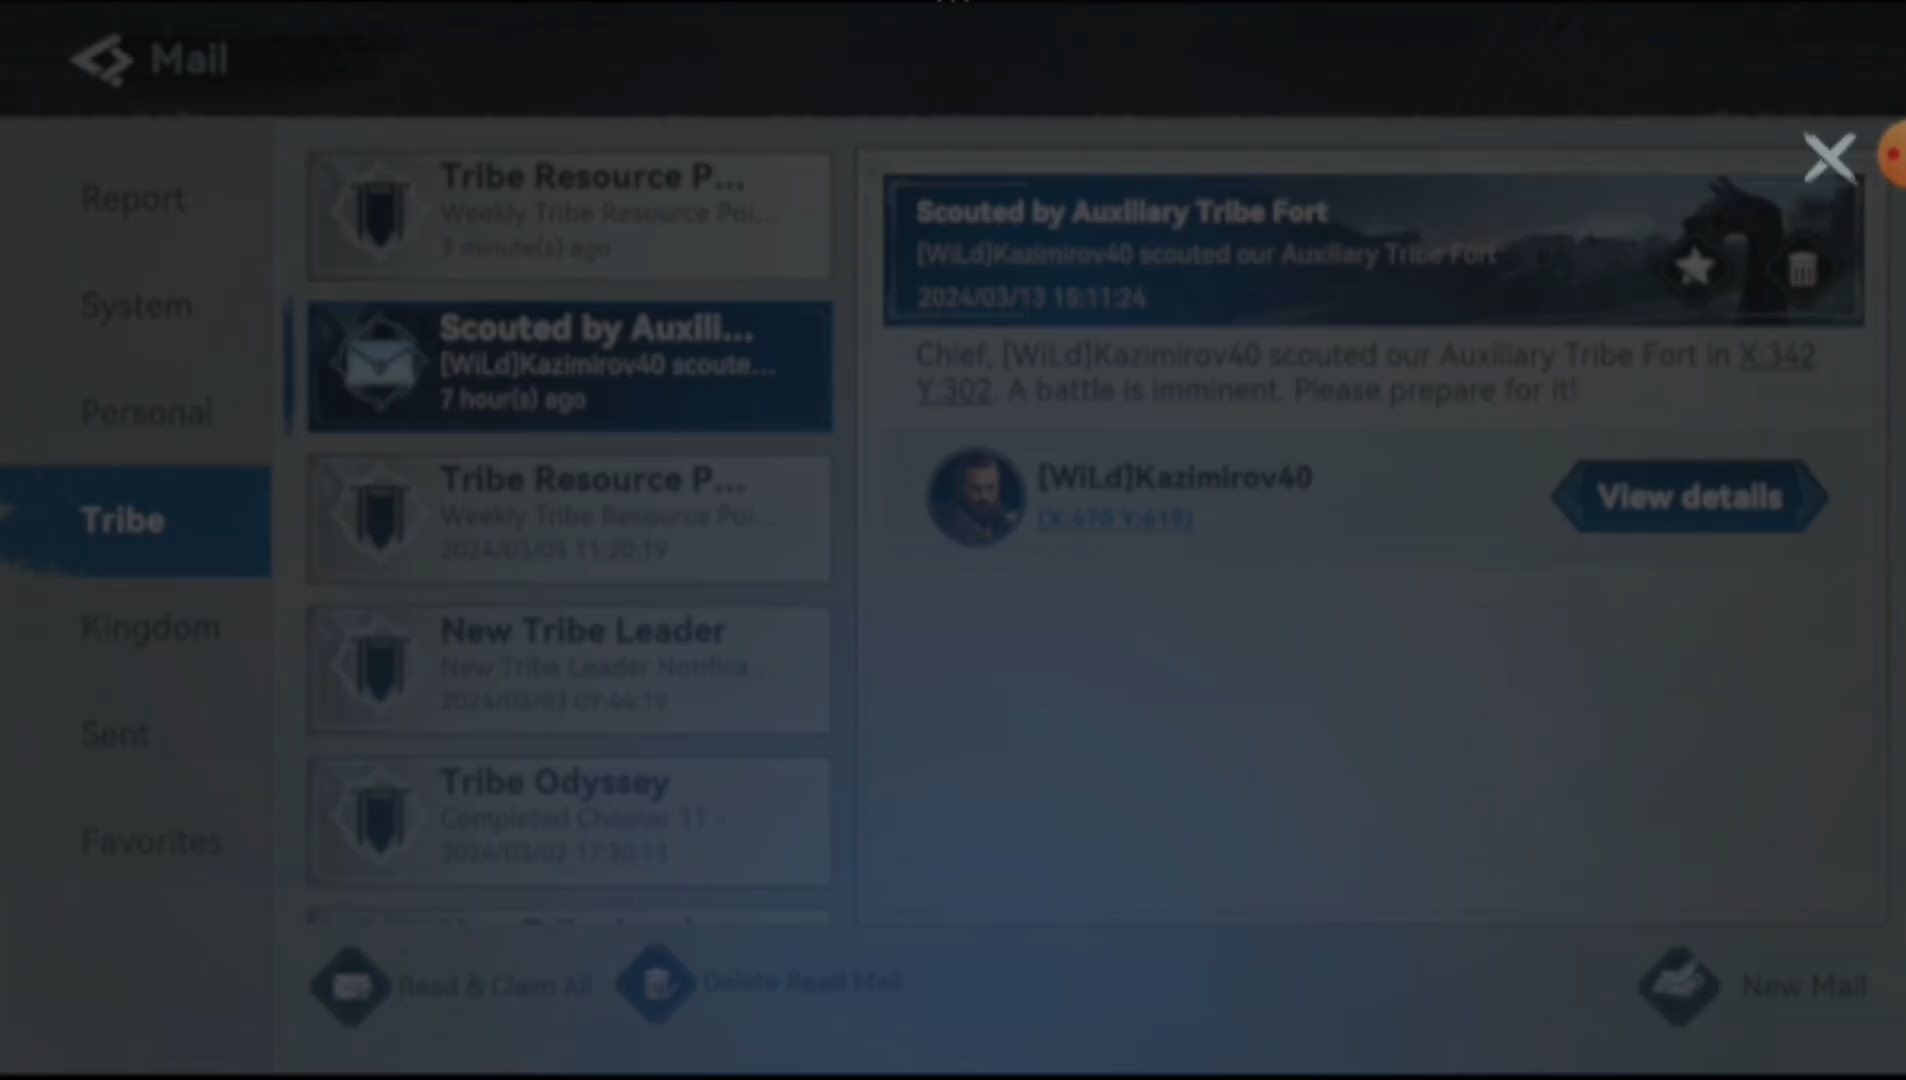 Mail
Report
System
Personal
Tribe
Kingdom
Sent
Favorites
Tribe Resource P...
Weekly Tribe Resource Poi...
3 minute(s) ago
Scouted by Auxili...
[WiLd]Kazimirov40 scoute...
7 hour(s) ago
Tribe Resource P...
Weekly Tribe Resource Poi...
2024/03/05 11:20:19
New Tribe Leader
New Tribe Leader Notifica...
2024/03/03 09:44:19
Tribe Odyssey
Completed Chapter 11 - ...
2024/03/02 17:30:13
Read & Claim All
Delete Read Mail
Scouted by Auxiliary Tribe Fort
[WiLd]Kazimirov40 scouted our Auxiliary Tribe Fort
2024/03/13 15:11:24
Chief, [WiLd]Kazimirov40 scouted our Auxiliary Tribe Fort in X:342
Y:302. A battle is imminent. Please prepare for it!
[WiLd]Kazimirov40
(X:670 Y:619)
View details
New Mail